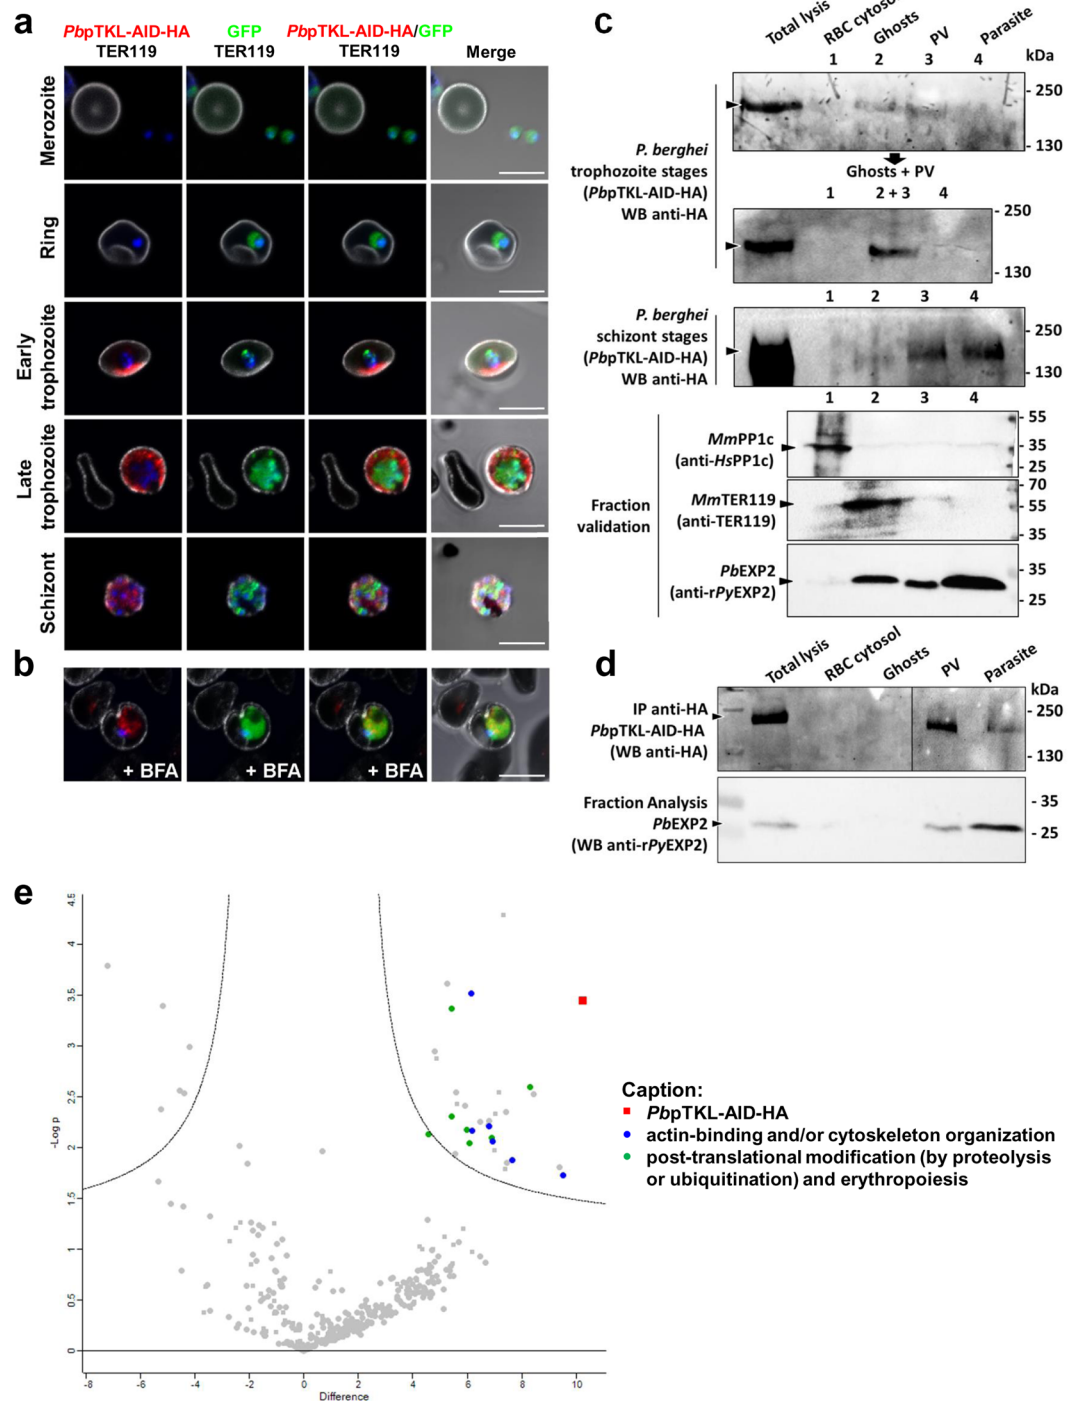 a
PbpTKL-AID-HA
TER119
GFP
TER119
PbpTKL-AID-HA/GFP
TER119
Merge
Merozoite
Ring
Early
trophozoite
Late
trophozoite
Schizont
b
+ BFA
+ BFA
+ BFA
c
Total lysis
RBC cytosol
Ghosts
PV
Parasite
1 2 3 4 kDa
- 250
- 130
P. berghei
trophozoite stages
(PbpTKL-AID-HA)
WB anti-HA
Ghosts + PV
1 2 + 3 4
- 250
- 130
1 2 3 4
P. berghei
schizont stages
(PbpTKL-AID-HA)
WB anti-HA
- 250
- 130
1 2 3 4
Fraction
validation
MmPP1c
(anti-HsPP1c)
- 55
- 35
- 25
MmTER119
(anti-TER119)
- 70
- 55
- 35
PbEXP2
(anti-rPyEXP2)
- 35
- 25
d
Total lysis
RBC cytosol
Ghosts
PV
Parasite
kDa
IP anti-HA
PbpTKL-AID-HA
(WB anti-HA)
- 250
- 130
Fraction Analysis
PbEXP2
(WB anti-rPyEXP2)
- 35
- 25
e
-Log p
4.5
4
3.5
3
2.5
2
1.5
1
0.5
0
-8 -6 -4 -2 0 2 4 6 8 10
Difference
Caption:
PbpTKL-AID-HA
actin-binding and/or cytoskeleton organization
post-translational modification (by proteolysis
or ubiquitination) and erythropoiesis